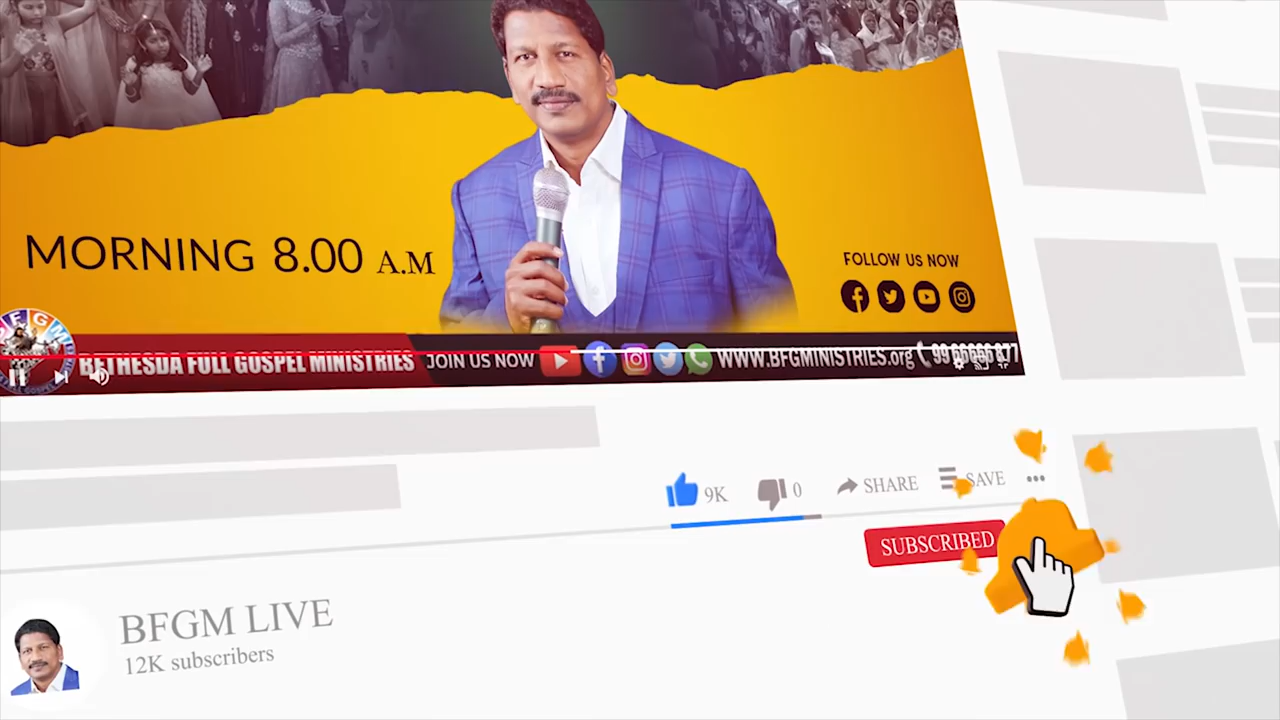 MORNING 8.00 A.M
FOLLOW US NOW
BFGM
BETHESDA FULL GOSPEL MINISTRIES JOIN US NOW WWW.BFGMINISTRIES.org
9K 0 SHARE SAVE
SUBSCRIBED
BFGM LIVE
12K subscribers